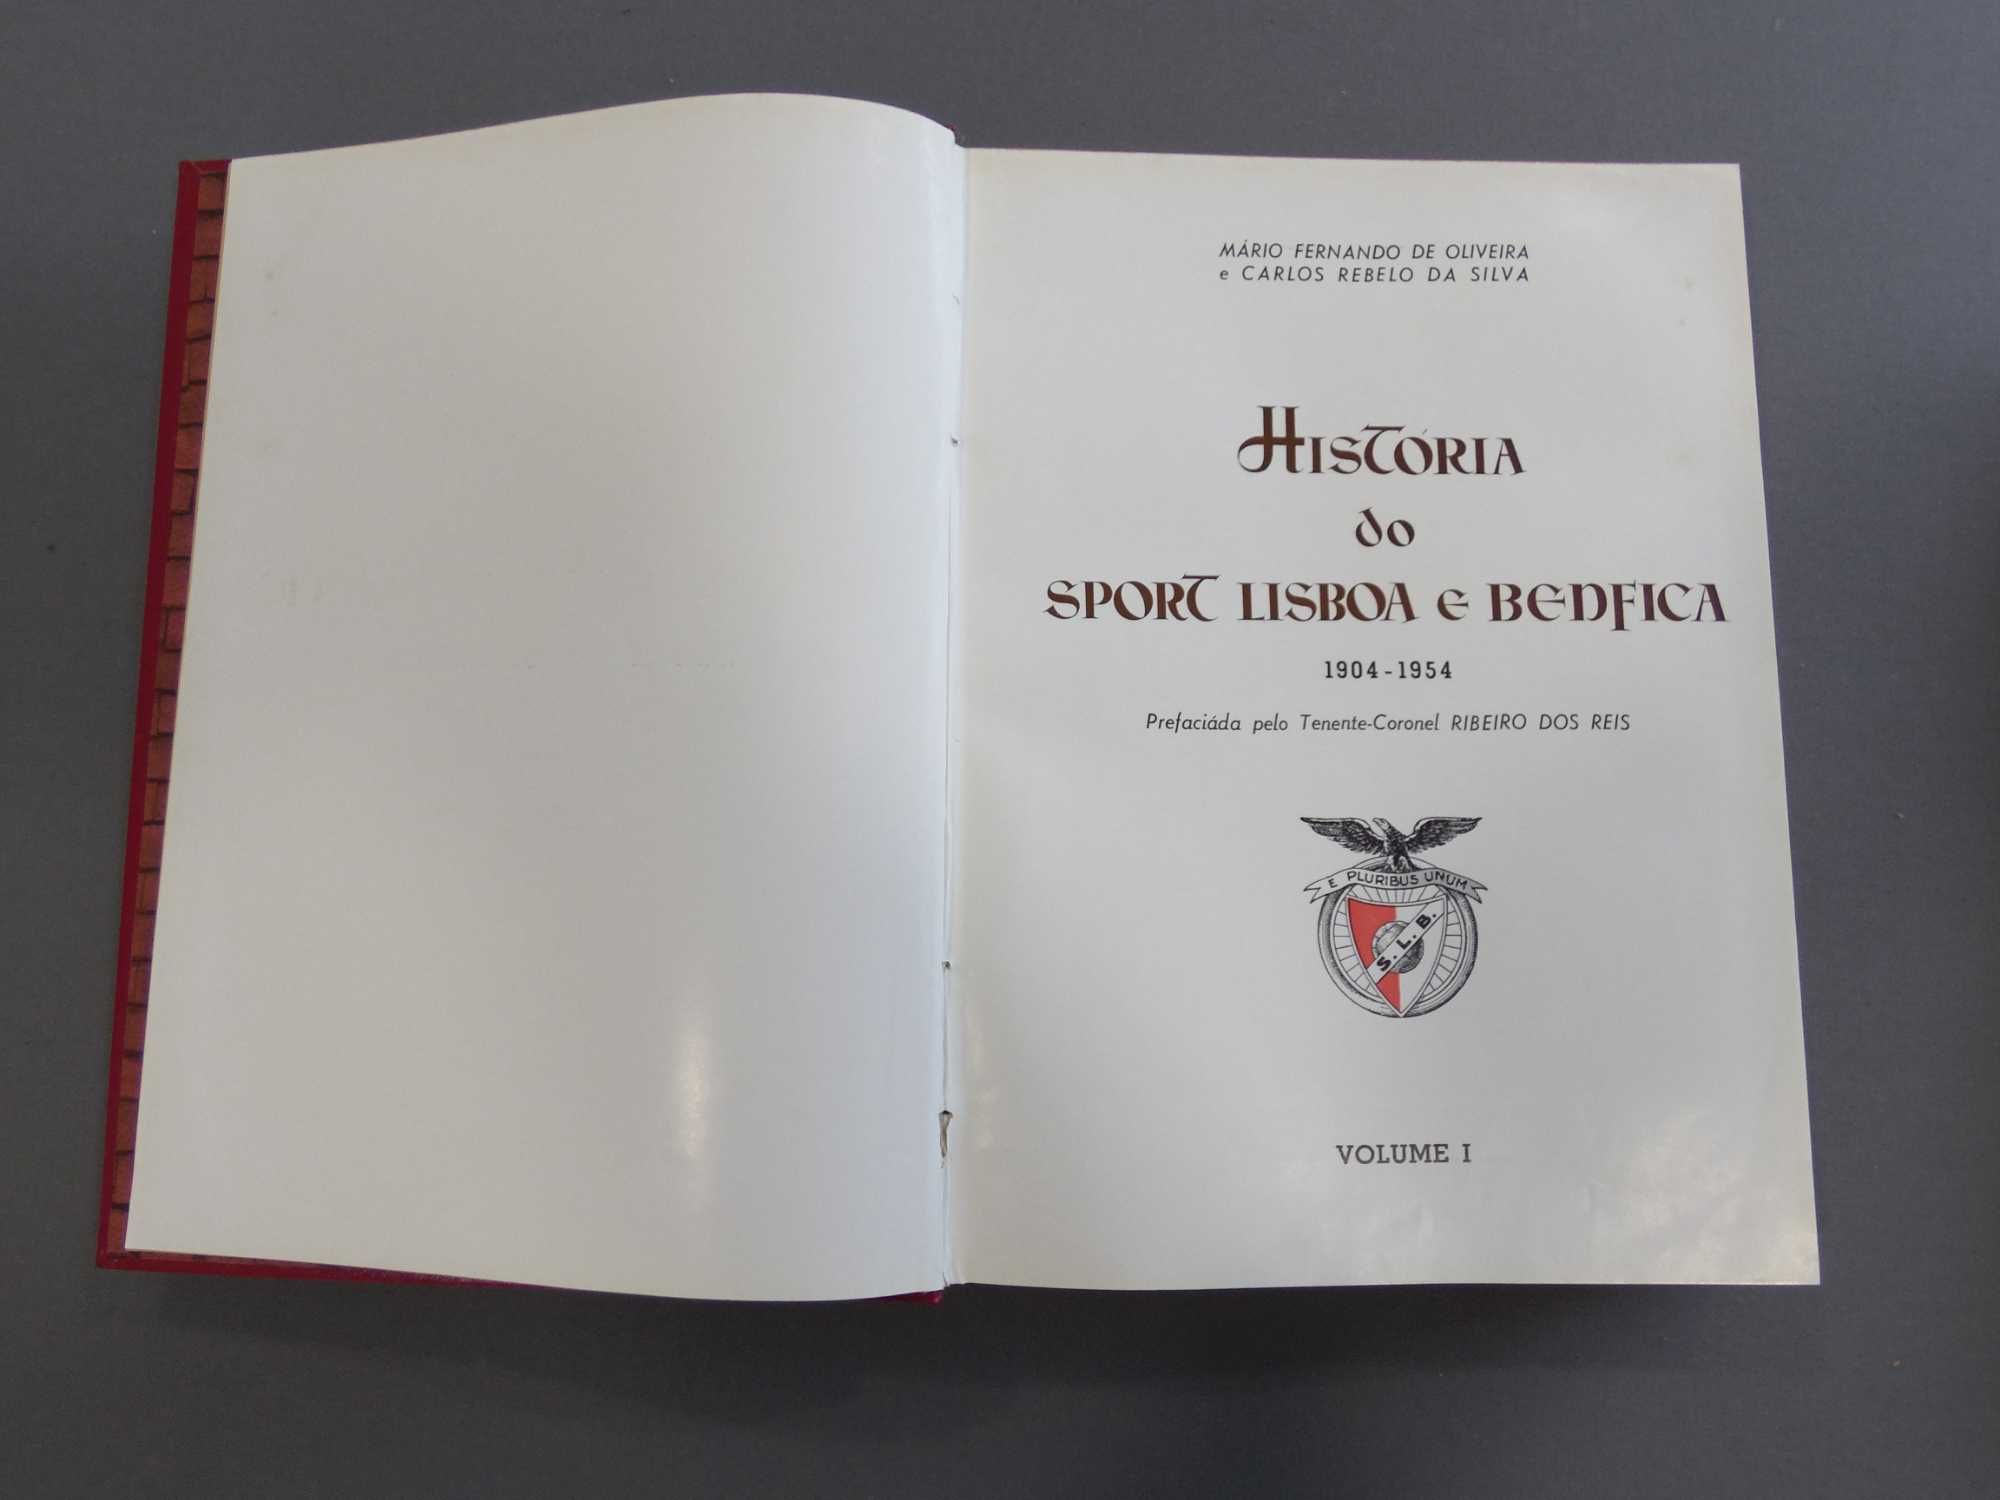 MÁRIO FERNANDO DE OLIVEIRA
e CARLOS REBELO DA SILVA
HISTÓRIA
do
SPORT LISBOA e BENFICA
1904-1954
Prefaciáda pelo Tenente-Coronel RIBEIRO DOS REIS
E PLURIBUS UNUM
S. L. B.
VOLUME I